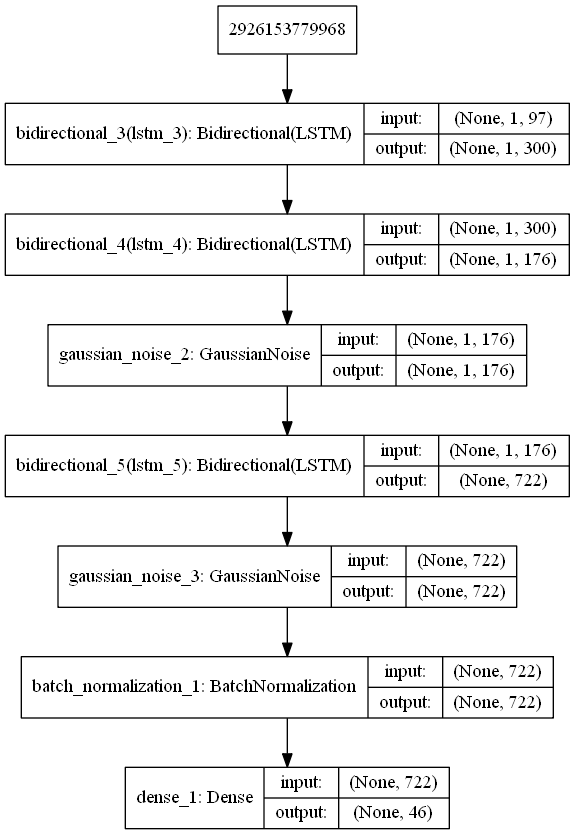 2926153779968
bidirectional_3(lstm_3): Bidirectional(LSTM)
input: (None, 1, 97)
output: (None, 1, 300)
bidirectional_4(lstm_4): Bidirectional(LSTM)
input: (None, 1, 300)
output: (None, 1, 176)
gaussian_noise_2: GaussianNoise
input: (None, 1, 176)
output: (None, 1, 176)
bidirectional_5(lstm_5): Bidirectional(LSTM)
input: (None, 1, 176)
output: (None, 722)
gaussian_noise_3: GaussianNoise
input: (None, 722)
output: (None, 722)
batch_normalization_1: BatchNormalization
input: (None, 722)
output: (None, 722)
dense_1: Dense
input: (None, 722)
output: (None, 46)